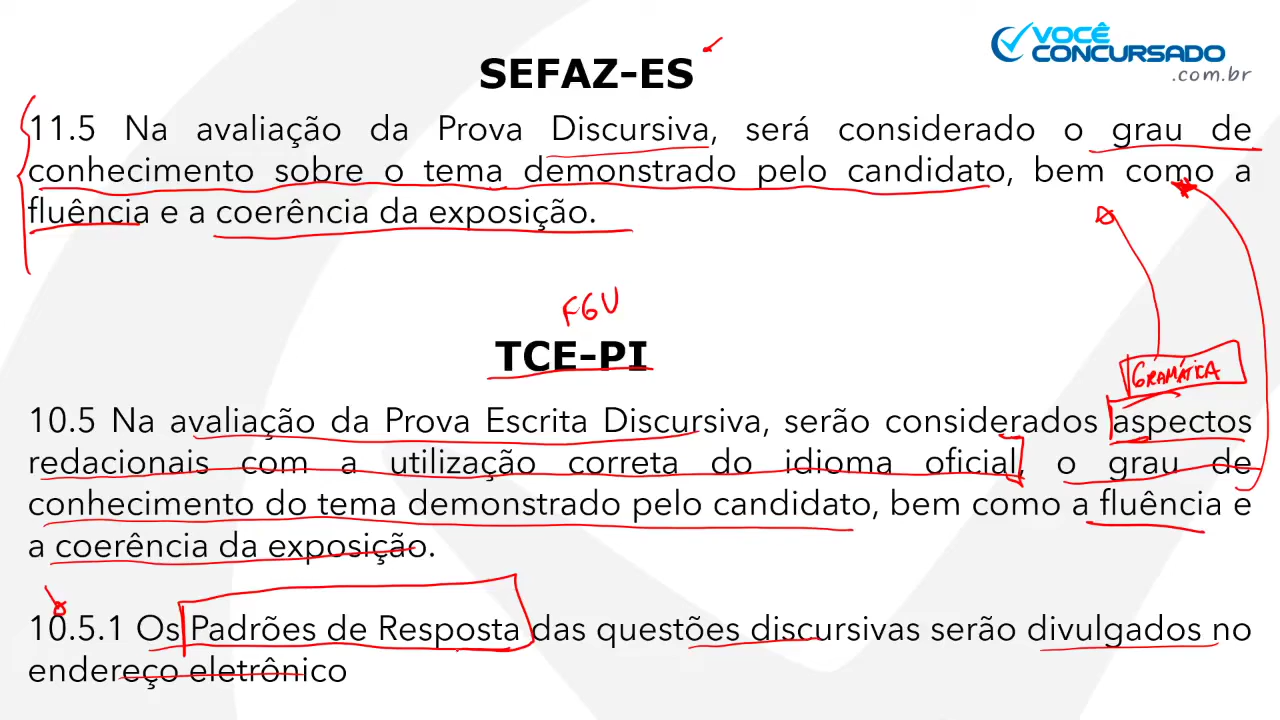 VOCÊ
CONCURSADO
.com.br
SEFAZ-ES
11.5 Na avaliação da Prova Discursiva, será considerado o grau de
conhecimento sobre o tema demonstrado pelo candidato, bem como a
fluência e a coerência da exposição.
FGV
TCE-PI
GRAMÁTICA
10.5 Na avaliação da Prova Escrita Discursiva, serão considerados aspectos
redacionais com a utilização correta do idioma oficial, o grau de
conhecimento do tema demonstrado pelo candidato, bem como a fluência e
a coerência da exposição.
10.5.1 Os Padrões de Resposta das questões discursivas serão divulgados no
endereço eletrônico